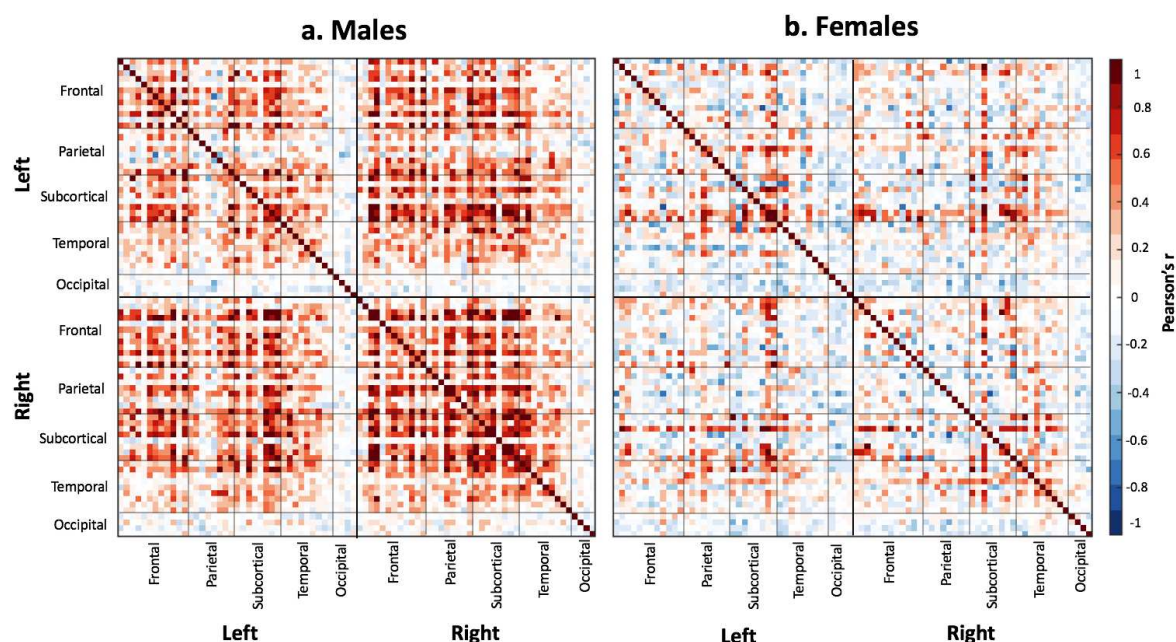 a. Males
b. Females
Left
Right
Frontal
Parietal
Subcortical
Temporal
Occipital
Frontal
Parietal
Subcortical
Temporal
Occipital
Frontal
Parietal
Subcortical
Temporal
Occipital
Frontal
Parietal
Subcortical
Temporal
Occipital
Left
Right
Frontal
Parietal
Subcortical
Temporal
Occipital
Frontal
Parietal
Subcortical
Temporal
Occipital
Left
Right
1
0.8
0.6
0.4
0.2
0
-0.2
-0.4
-0.6
-0.8
-1
Pearson's r